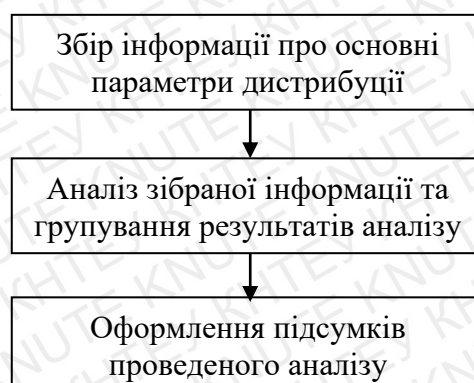 Збір інформації про основні
параметри дистрибуції
Аналіз зібраної інформації та
групування результатів аналізу
Оформлення підсумків
проведеного аналізу